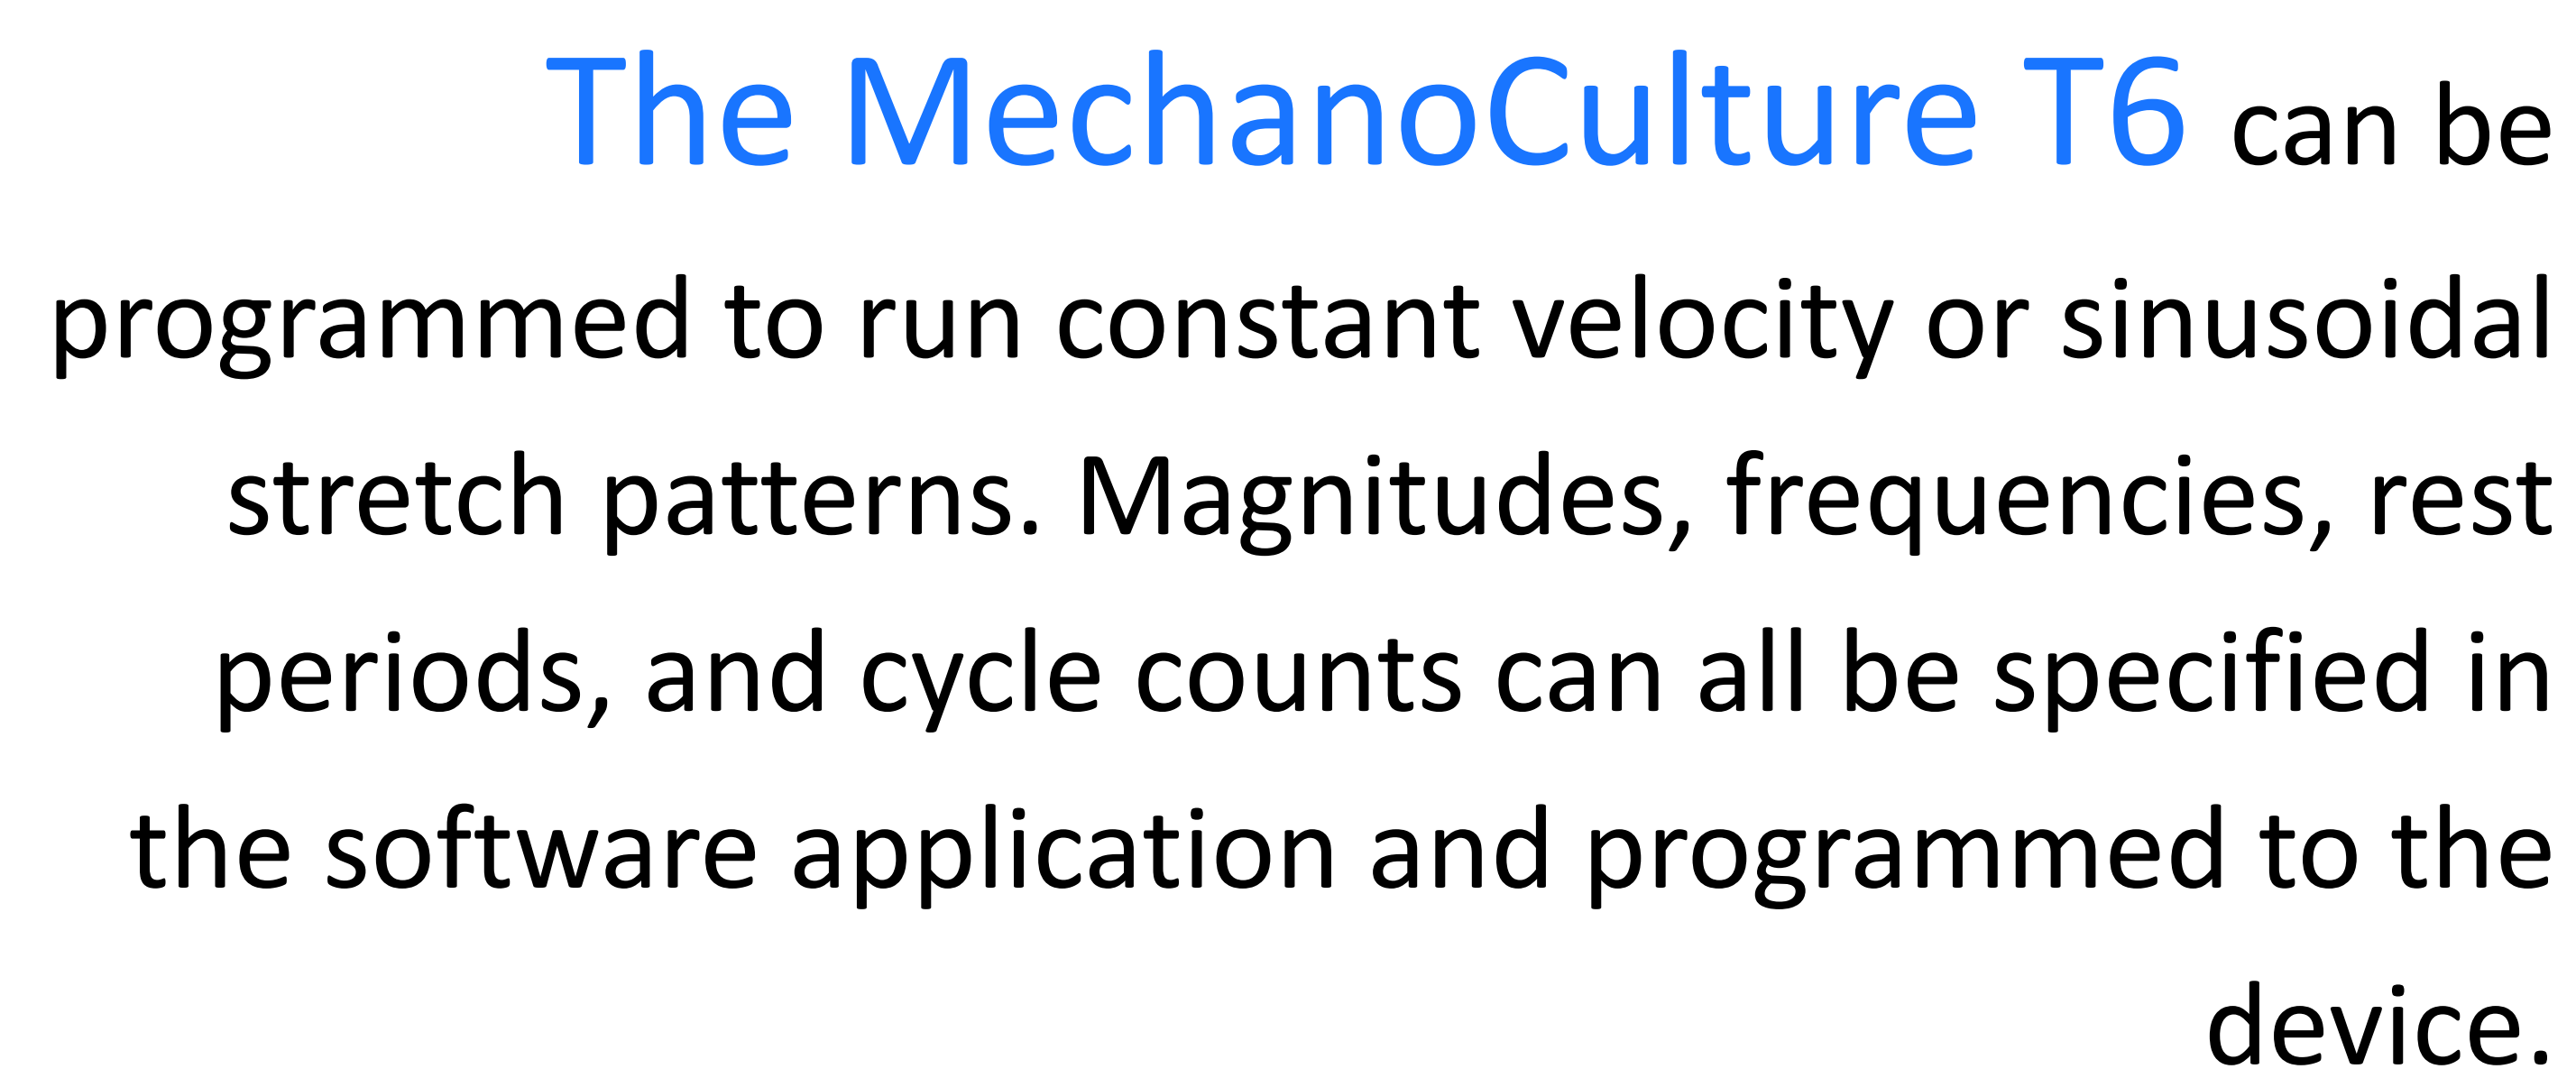 The MechanoCulture T6 can be
programmed to run constant velocity or sinusoidal
stretch patterns. Magnitudes, frequencies, rest
periods, and cycle counts can all be specified in
the software application and programmed to the
device.